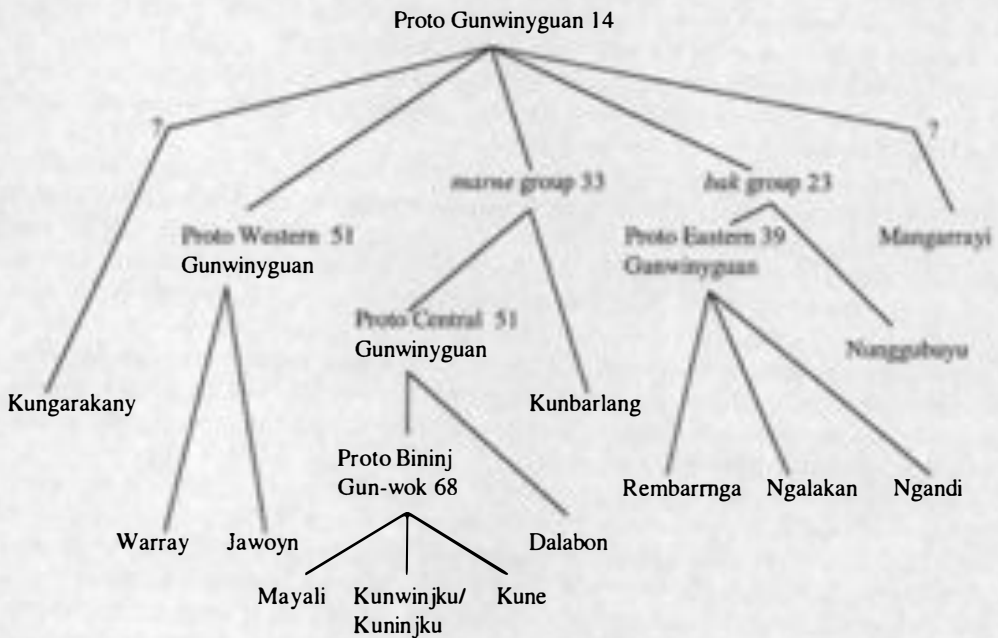 Proto Gunwinyguan 14
? ?
marne group 33 bak group 23
Proto Western 51 Proto Eastern 39 Mangarrayi
Gunwinyguan Gunwinyguan
Proto Central 51
Gunwinyguan Nunggubuyu
Kungarakany Kunbarlang
Proto Bininj
Gun-wok 68 Rembarrnga Ngalakan Ngandi
Warray Jawoyn Dalabon
Mayali Kunwinjku/ Kune
Kuninjku